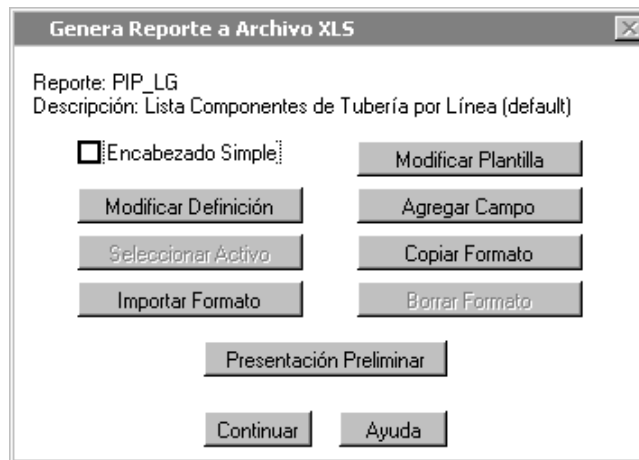 Genera Reporte a Archivo XLS
Reporte: PIP_LG
Descripción: Lista Componentes de Tubería por Línea (default)
Encabezado Simple
Modificar Plantilla
Modificar Definición
Agregar Campo
Seleccionar Activo
Copiar Formato
Importar Formato
Borrar Formato
Presentación Preliminar
Continuar
Ayuda